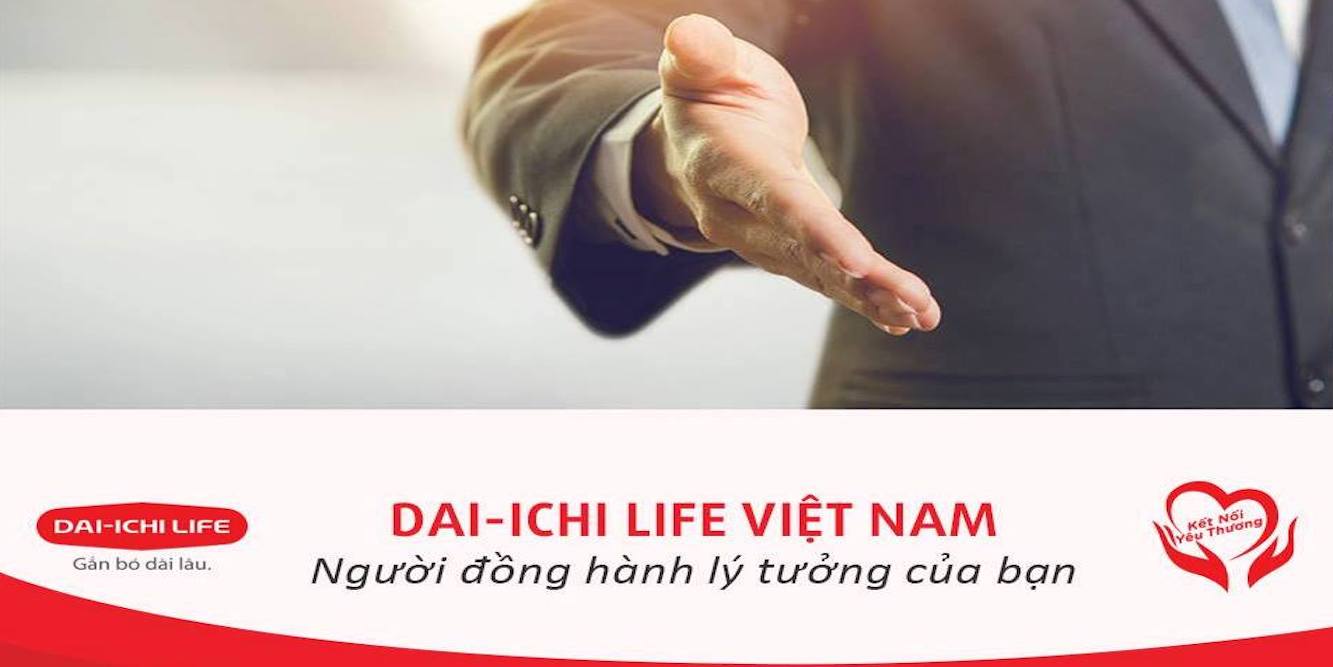 DAI-ICHI LIFE
Gắn bó dài lâu.
DAI-ICHI LIFE VIỆT NAM
Người đồng hành lý tưởng của bạn
Kết Nối
Yêu Thương